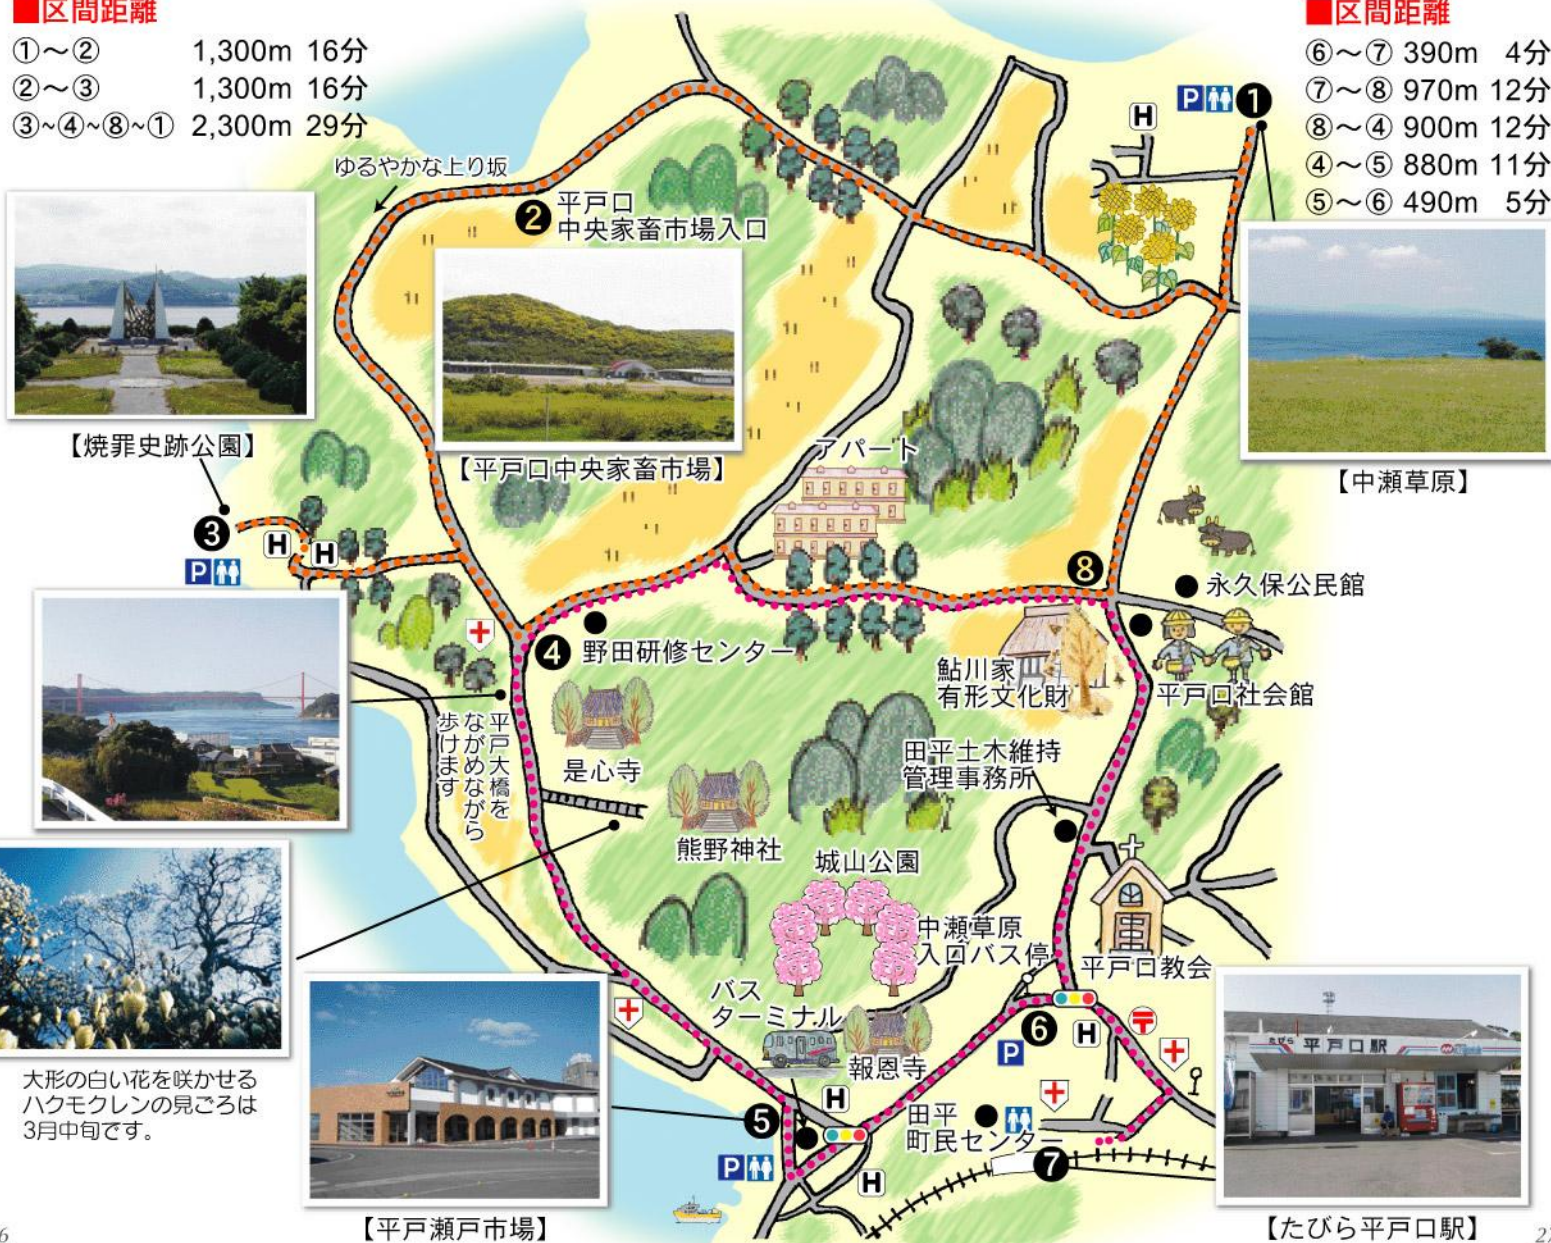 ■区間距離
①～② 1,300m 16分
②～③ 1,300m 16分
③~④~⑧~① 2,300m 29分
■区間距離
⑥～⑦ 390m 4分
⑦～⑧ 970m 12分
⑧～④ 900m 12分
④～⑤ 880m 11分
⑤～⑥ 490m 5分
P
❶
H
ゆるやかな上り坂
❷
平戸口
中央家畜市場入口
【焼罪史跡公園】
【平戸口中央家畜市場】
アパート
【中瀬草原】
❸
H
H
P
❽
永久保公民館
❹
野田研修センター
鮎川家
有形文化財
平戸口社会館
平戸大橋を
ながめながら
歩けます
是心寺
田平土木維持
管理事務所
熊野神社
城山公園
中瀬草原
入口バス停
平戸口教会
バス
ターミナル
報恩寺
❻
H
〒
P
大形の白い花を咲かせる
ハクモクレンの見ごろは
3月中旬です。
❺
H
田平
町民センター
❼
P
H
たびら 平戸口駅
【平戸瀬戸市場】
【たびら平戸口駅】